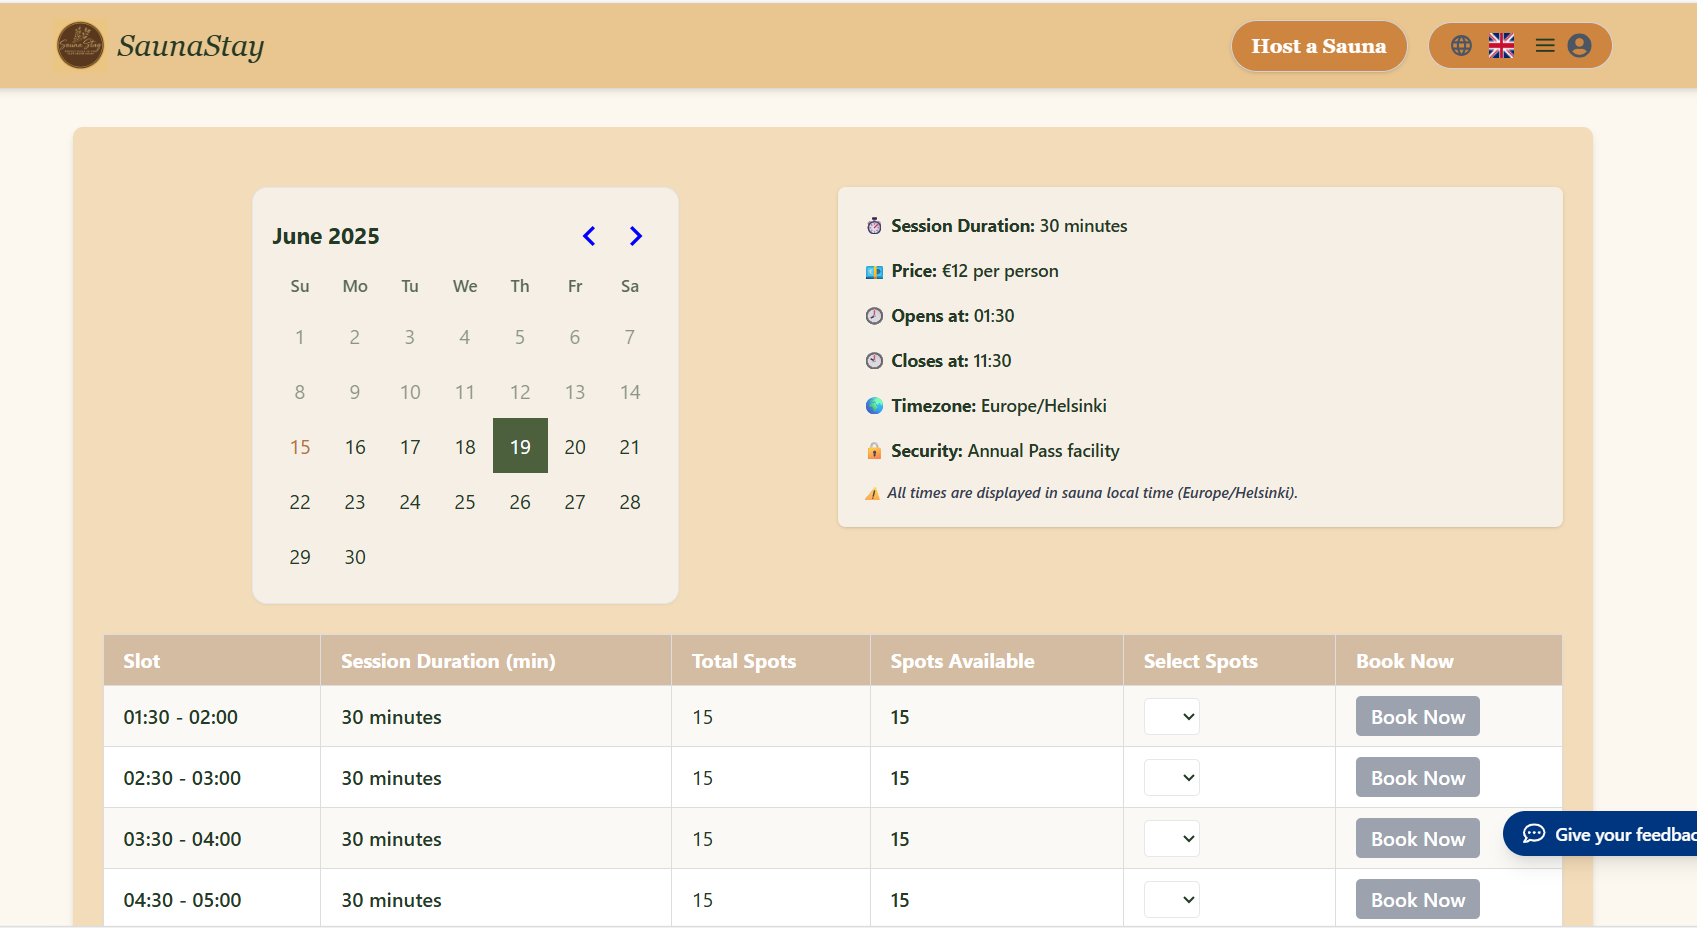 SaunaStay
Host a Sauna
June 2025
Su Mo Tu We Th Fr Sa
1 2 3 4 5 6 7
8 9 10 11 12 13 14
15 16 17 18 19 20 21
22 23 24 25 26 27 28
29 30
Session Duration: 30 minutes
Price: €12 per person
Opens at: 01:30
Closes at: 11:30
Timezone: Europe/Helsinki
Security: Annual Pass facility
All times are displayed in sauna local time (Europe/Helsinki).
Slot Session Duration (min) Total Spots Spots Available Select Spots Book Now
01:30 - 02:00 30 minutes 15 15 Book Now
02:30 - 03:00 30 minutes 15 15 Book Now
03:30 - 04:00 30 minutes 15 15 Book Now
Give your feedbac
04:30 - 05:00 30 minutes 15 15 Book Now